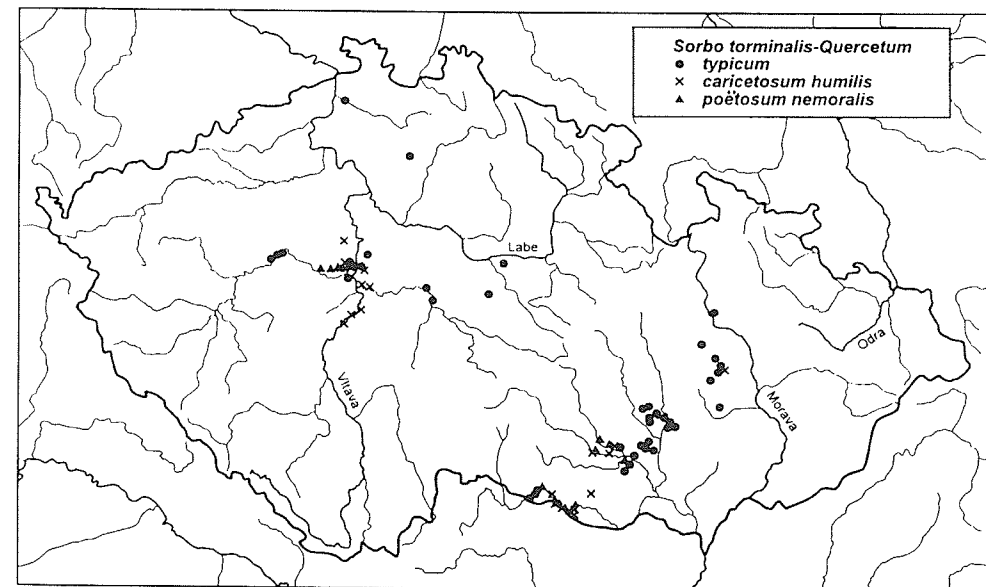 Sorbo torminalis-Quercetum
typicum
caricetosum humilis
poëtosum nemoralis
Labe
Odra
Vltava
Morava